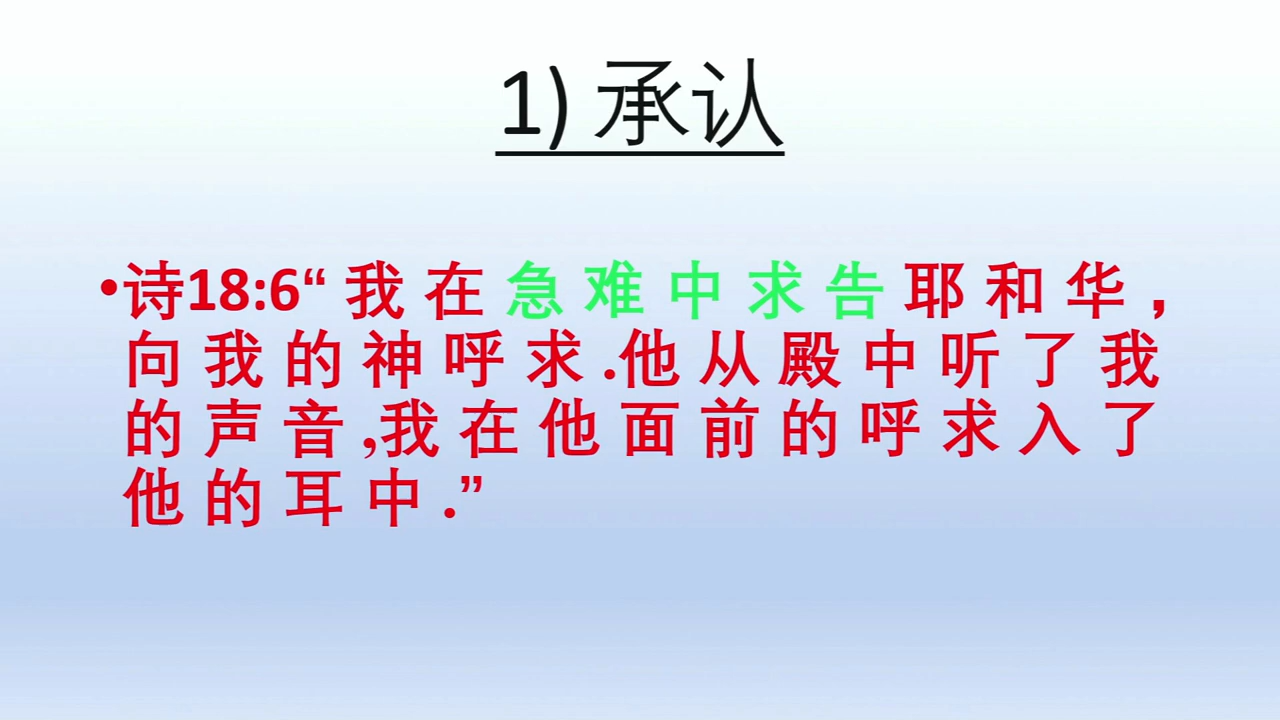 1) 承认
•诗18:6“ 我 在 急 难 中 求 告 耶 和 华 ，
向 我 的 神 呼 求 .他 从 殿 中 听 了 我
的 声 音 ,我 在 他 面 前 的 呼 求 入 了
他 的 耳 中 .”